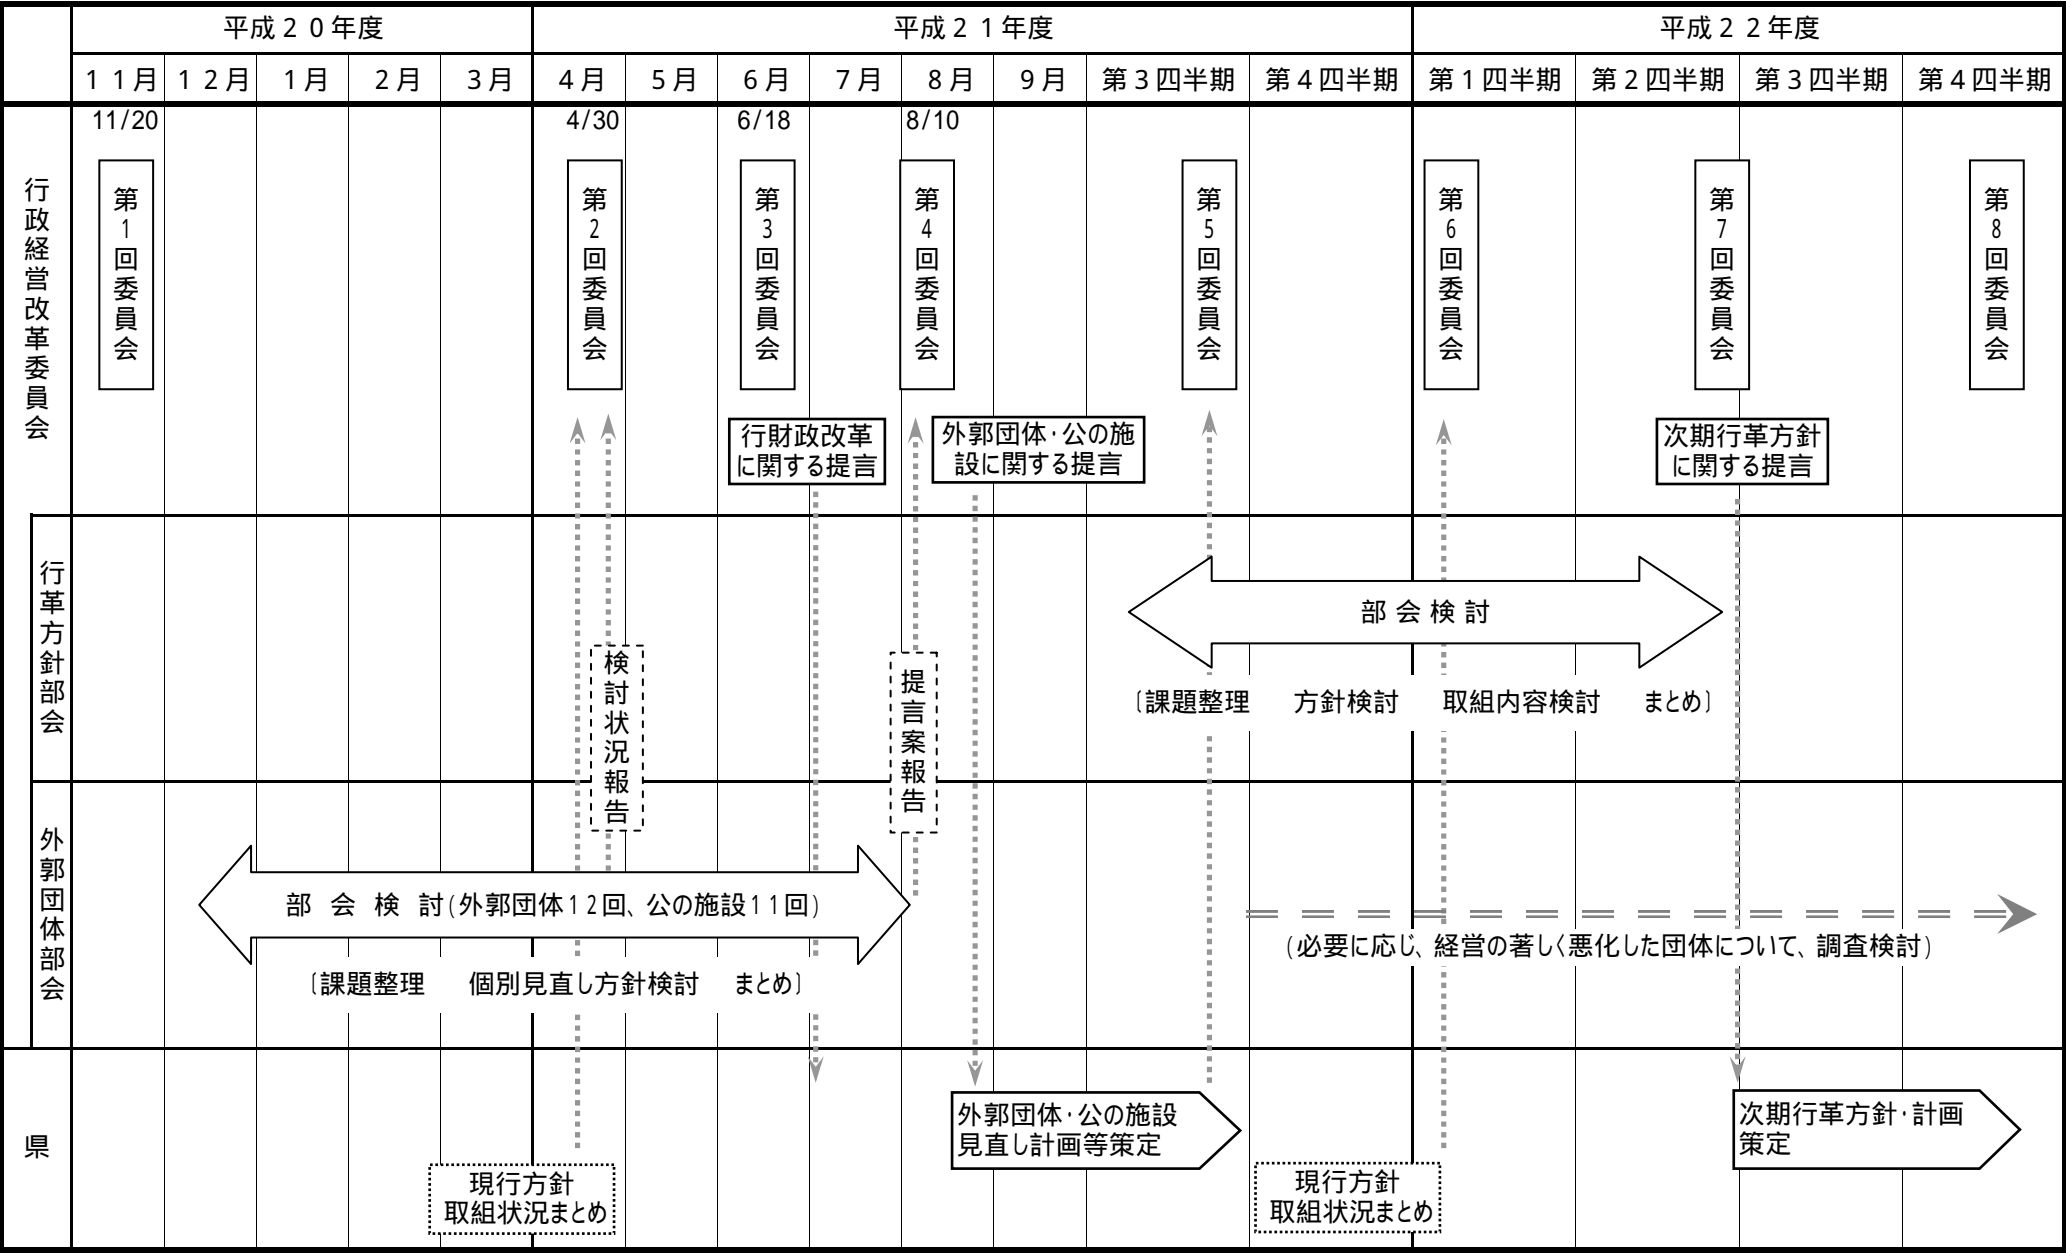 平成２０年度
平成２１年度
平成２２年度
１１月
１２月
１月
２月
３月
４月
５月
６月
７月
８月
９月
第３四半期
第４四半期
第１四半期
第２四半期
第３四半期
第４四半期
行政経営改革委員会
11/20
4/30
6/18
8/10
第1回委員会
第2回委員会
第3回委員会
第4回委員会
第5回委員会
第6回委員会
第7回委員会
第8回委員会
行財政改革
に関する提言
外郭団体・公の施
設に関する提言
次期行革方針
に関する提言
行革方針部会
検討状況報告
提言案報告
部会検討
〔課題整理　方針検討　取組内容検討　まとめ〕
外郭団体部会
部会検討(外郭団体12回、公の施設11回)
〔課題整理　個別見直し方針検討　まとめ〕
(必要に応じ、経営の著しく悪化した団体について、調査検討)
県
外郭団体・公の施設
見直し計画等策定
次期行革方針・計画
策定
現行方針
取組状況まとめ
現行方針
取組状況まとめ